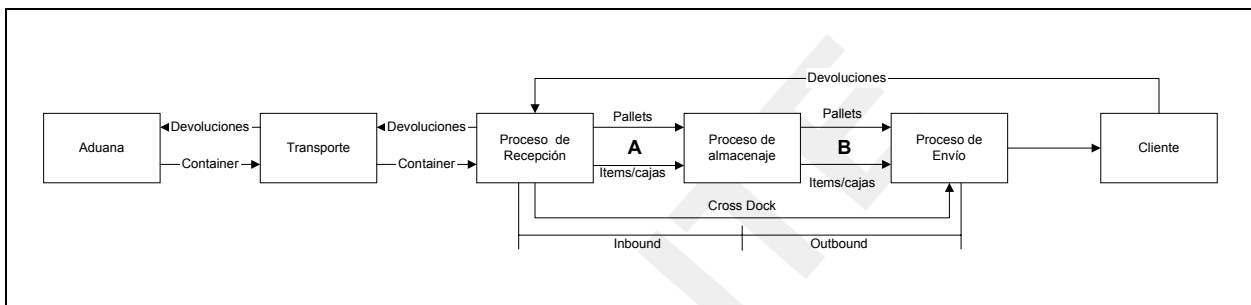 Devoluciones
Aduana
Devoluciones
Container
Transporte
Devoluciones
Container
Proceso de
Recepción
Pallets
A
Items/cajas
Proceso de
almacenaje
Pallets
B
Items/cajas
Proceso de
Envío
Cliente
Cross Dock
Inbound
Outbound